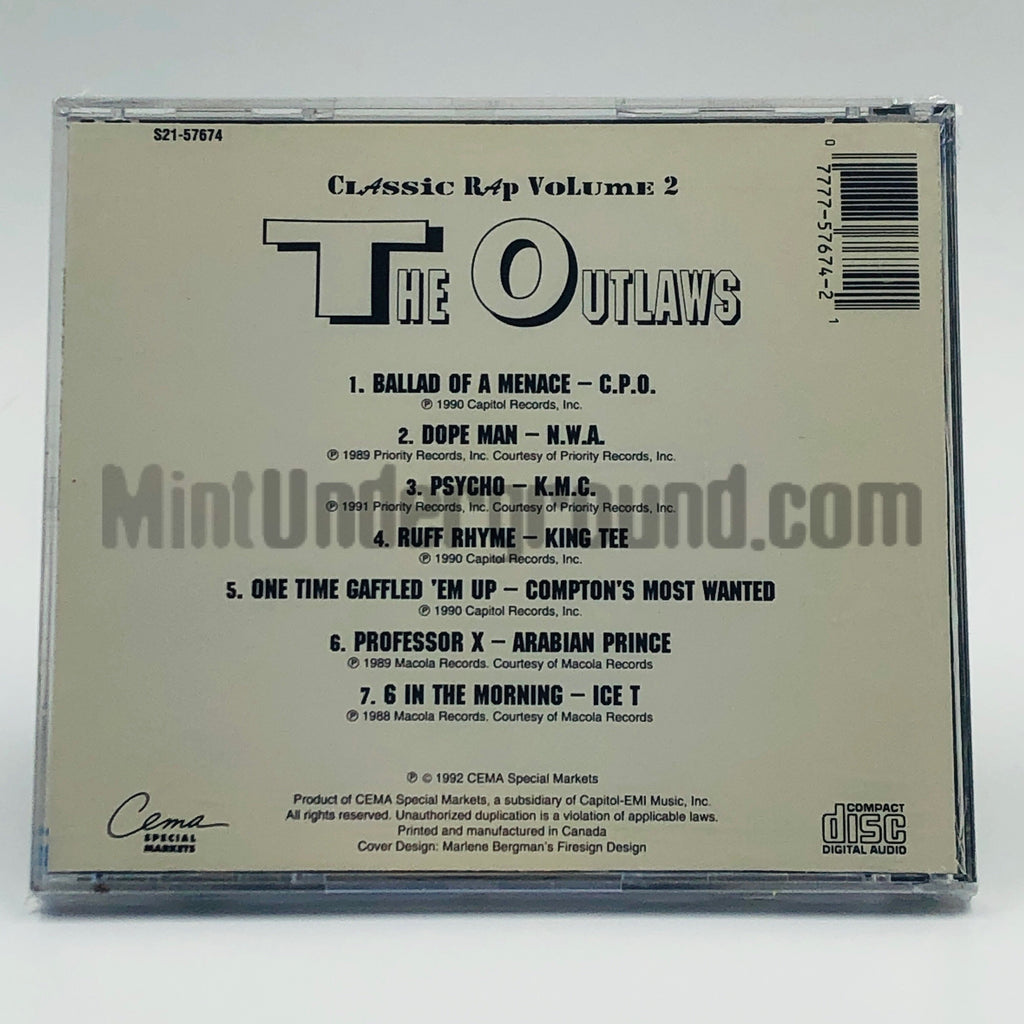 S21-57674
0 7777-57674-2 1
Classic Rap Volume 2
The Outlaws
1. BALLAD OF A MENACE – C.P.O.
℗ 1990 Capitol Records, Inc.
2. DOPE MAN – N.W.A.
℗ 1989 Priority Records, Inc. Courtesy of Priority Records, Inc.
MintUnderground.com
3. PSYCHO – K.M.C.
℗ 1991 Priority Records, Inc. Courtesy of Priority Records, Inc.
4. RUFF RHYME – KING TEE
℗ 1990 Capitol Records, Inc.
5. ONE TIME GAFFLED 'EM UP – COMPTON'S MOST WANTED
℗ 1990 Capitol Records, Inc.
6. PROFESSOR X – ARABIAN PRINCE
℗ 1989 Macola Records. Courtesy of Macola Records
7. 6 IN THE MORNING – ICE T
℗ 1988 Macola Records. Courtesy of Macola Records
℗ © 1992 CEMA Special Markets
Product of CEMA Special Markets, a subsidiary of Capitol-EMI Music, Inc.
All rights reserved. Unauthorized duplication is a violation of applicable laws.
Printed and manufactured in Canada
Cover Design: Marlene Bergman's Firesign Design
Cema
SPECIAL
MARKETS
COMPACT
disc
DIGITAL AUDIO